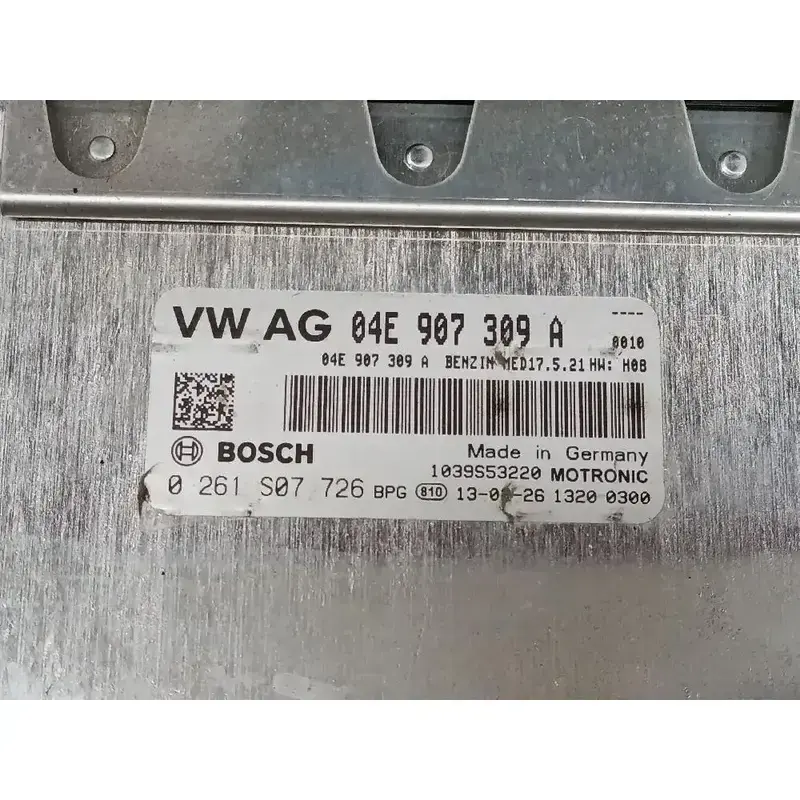 ----
VW AG 04E 907 309 A 0010
04E 907 309 A BENZIN MED17.5.21 HW: H08
BOSCH
Made in Germany
1039S53220 MOTRONIC
0 261 S07 726 BPG 810 1320 0300